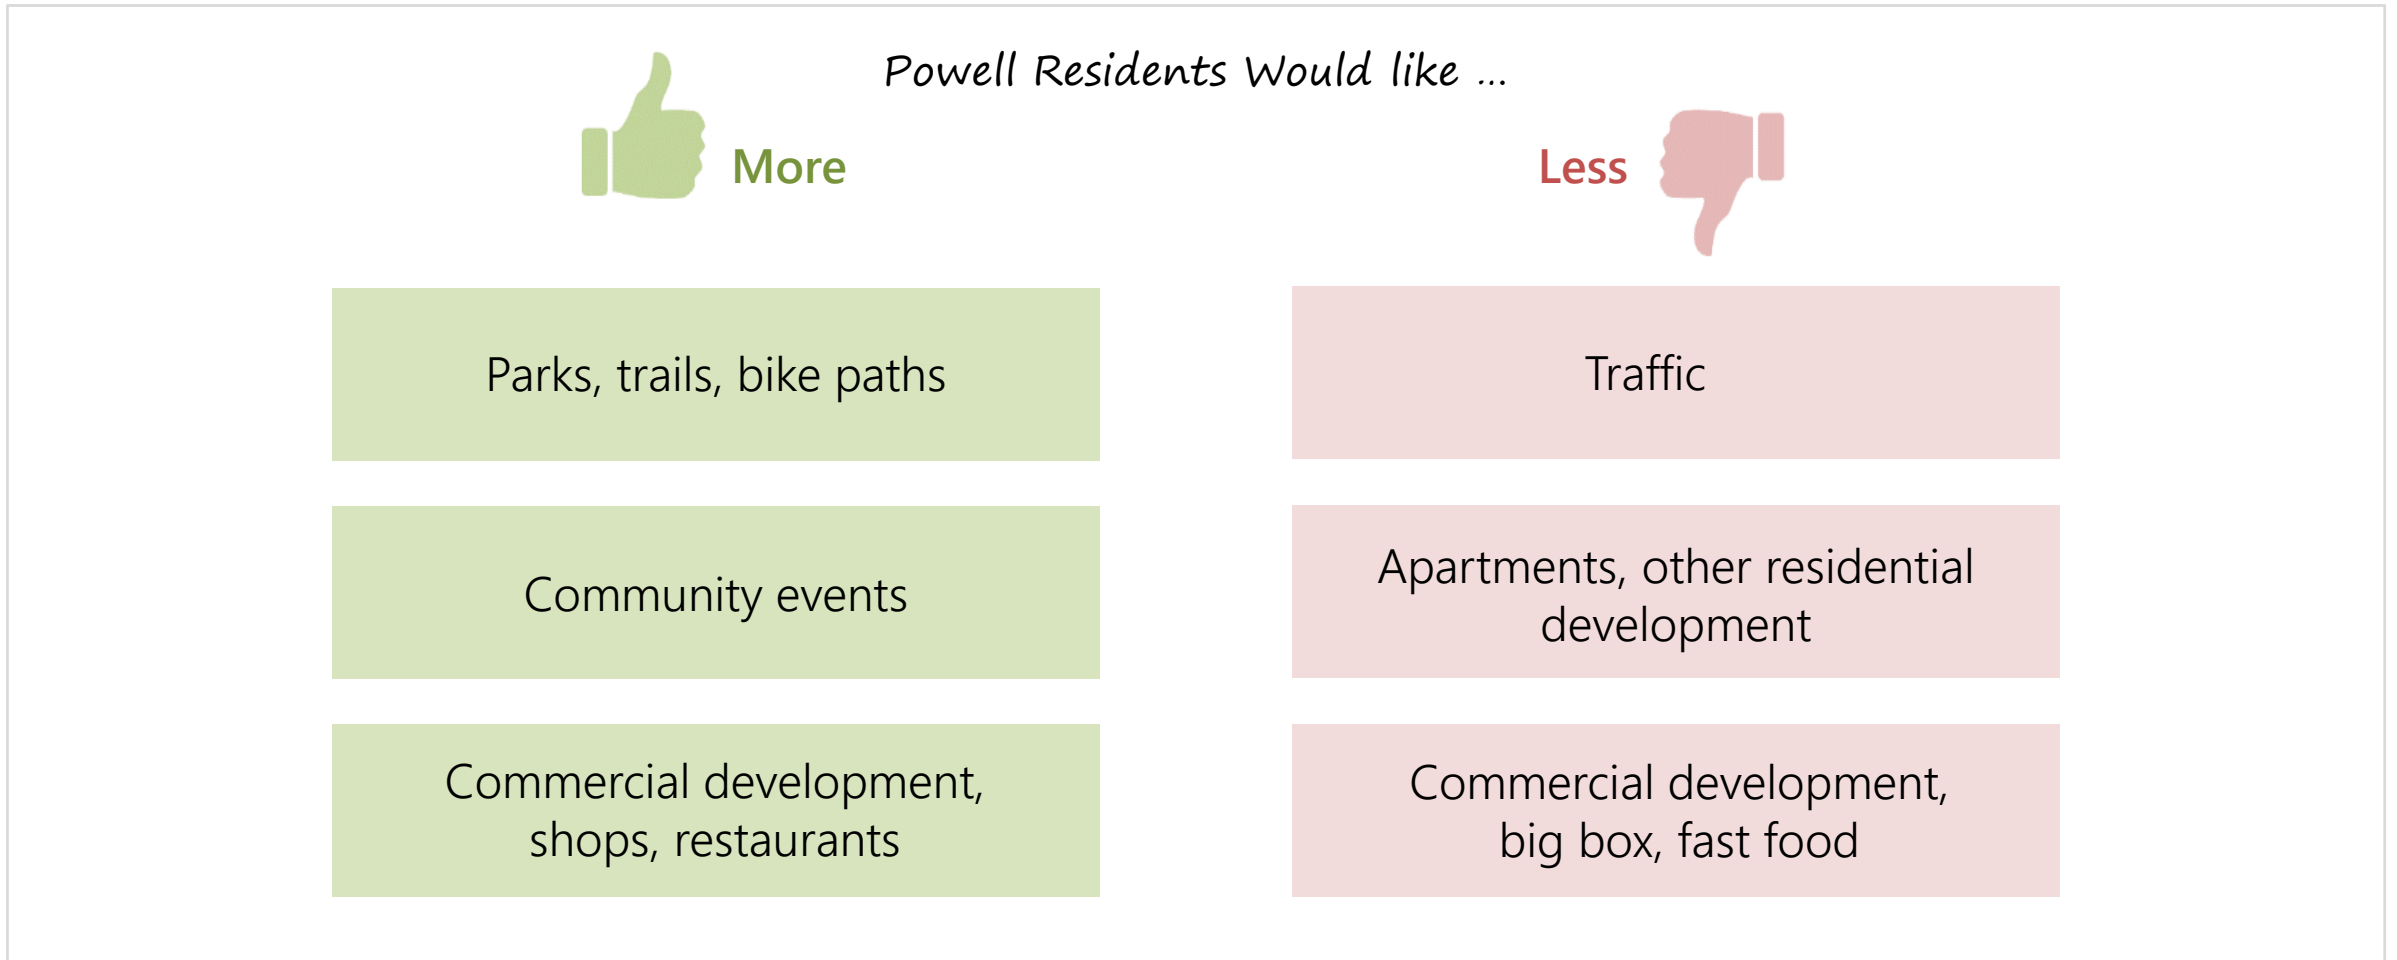 Powell Residents Would like ...
More
Less
Parks, trails, bike paths
Traffic
Community events
Apartments, other residential
development
Commercial development,
shops, restaurants
Commercial development,
big box, fast food